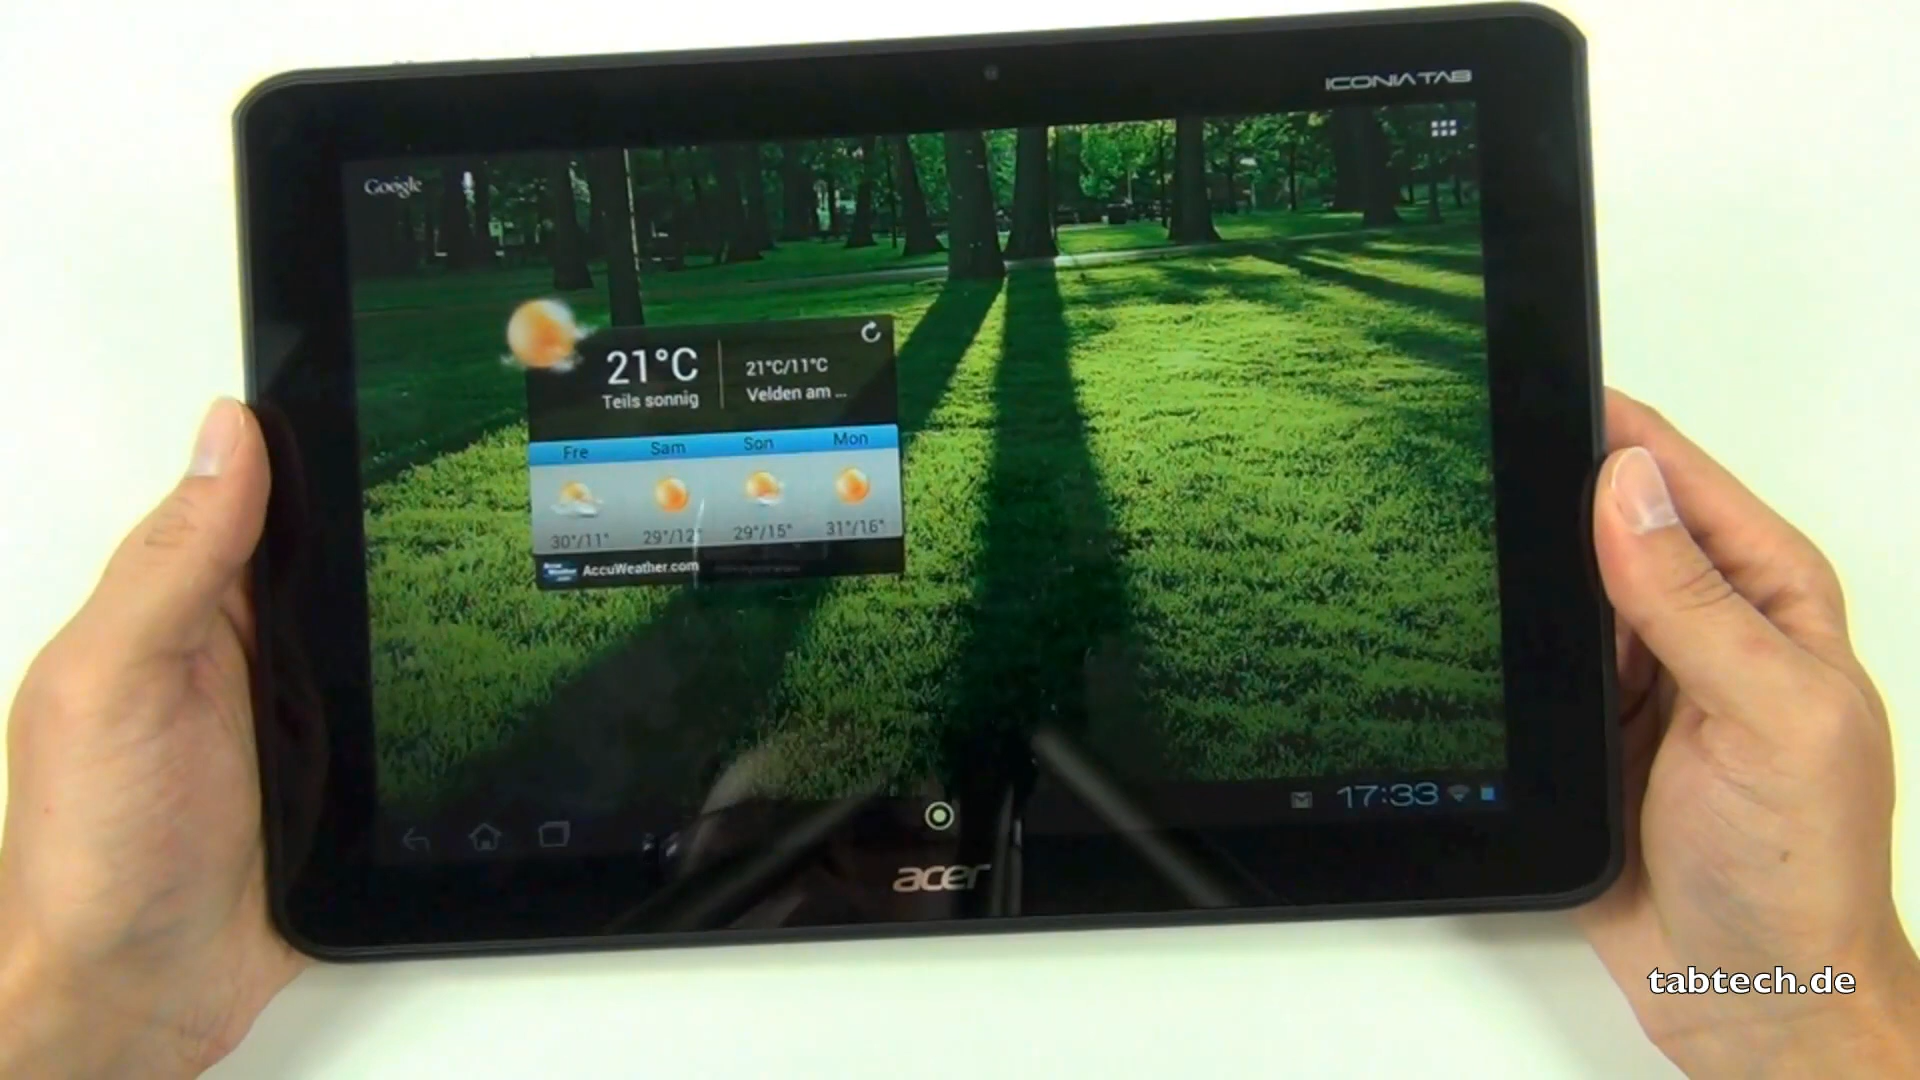 ICONIA TAB
Google
21°C
Teils sonnig
21°C/11°C
Velden am ...
Fre Sam Son Mon
30°/11° 29°/12° 29°/15° 31°/16°
AccuWeather.com
17:33
acer
tabtech.de